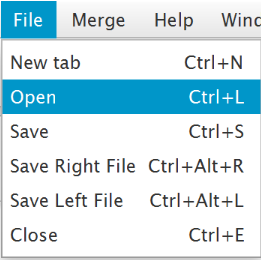 File Merge Help Wind
New tab Ctrl+N
Open Ctrl+L
Save Ctrl+S
Save Right File Ctrl+Alt+R
Save Left File Ctrl+Alt+L
Close Ctrl+E